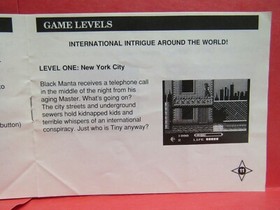 GAME LEVELS
INTERNATIONAL INTRIGUE AROUND THE WORLD!
LEVEL ONE: New York City
Black Manta receives a telephone call
in the middle of the night from his
aging Master. What's going on?
The city streets and underground
sewers hold kidnapped kids and
terrible whispers of an international
conspiracy. Just who is Tiny anyway?
to
button)
LIFE